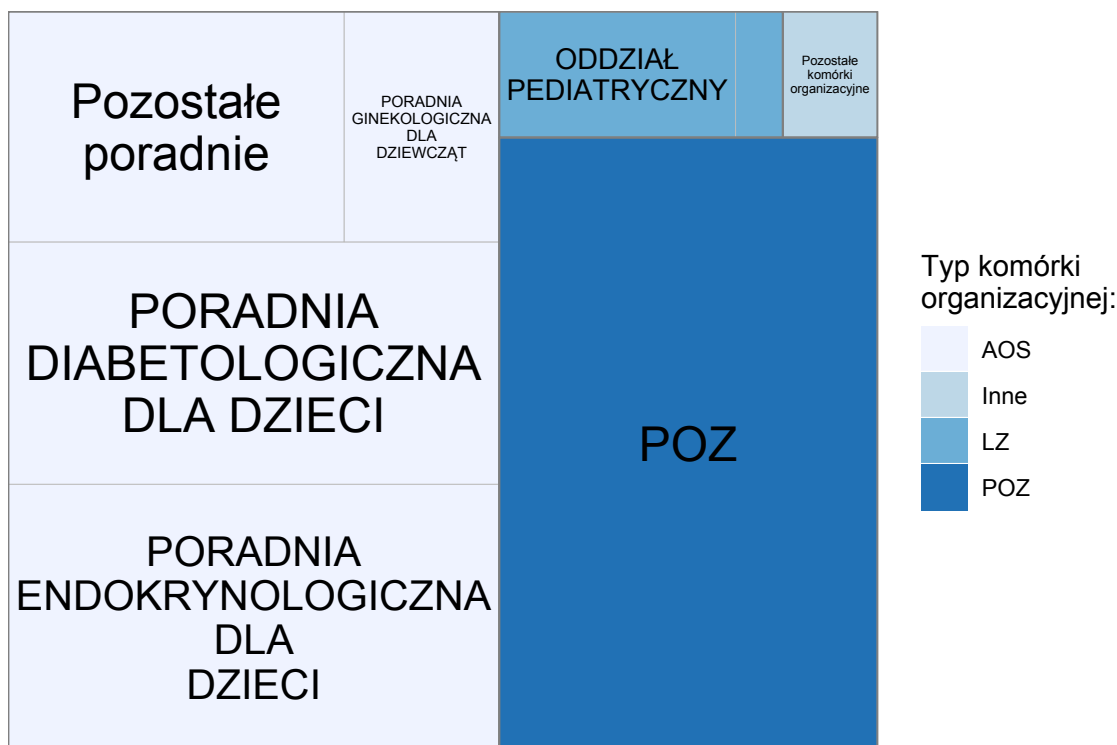 Pozostałe
poradnie
PORADNIA
GINEKOLOGICZNA
DLA
DZIEWCZĄT
ODDZIAŁ
PEDIATRYCZNY
Pozostałe
komórki
organizacyjne
PORADNIA
DIABETOLOGICZNA
DLA DZIECI
POZ
PORADNIA
ENDOKRYNOLOGICZNA
DLA
DZIECI
Typ komórki
organizacyjnej:
AOS
Inne
LZ
POZ